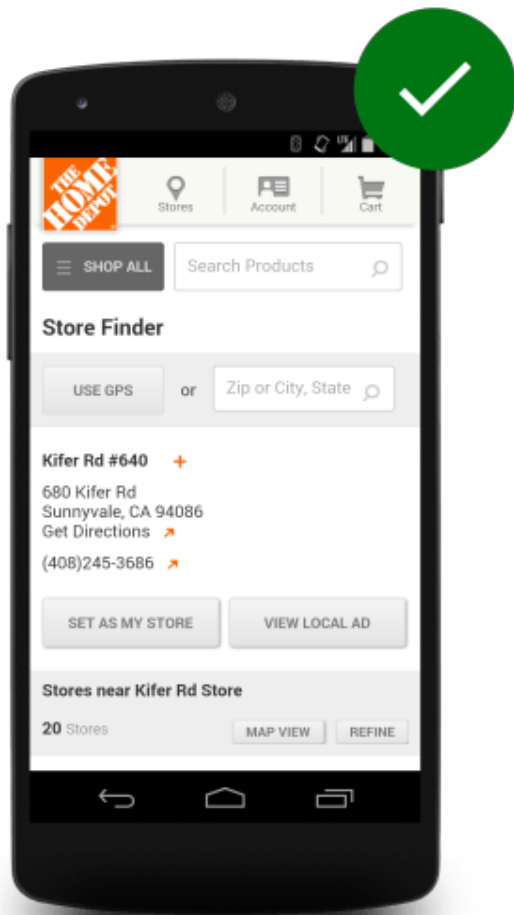 LTE
THE
HOME
DEPOT
Stores
Account
Cart
SHOP ALL
Search Products
Store Finder
USE GPS
or
Zip or City, State
Kifer Rd #640 +
680 Kifer Rd
Sunnyvale, CA 94086
Get Directions
(408)245-3686
SET AS MY STORE
VIEW LOCAL AD
Stores near Kifer Rd Store
20 Stores
MAP VIEW
REFINE